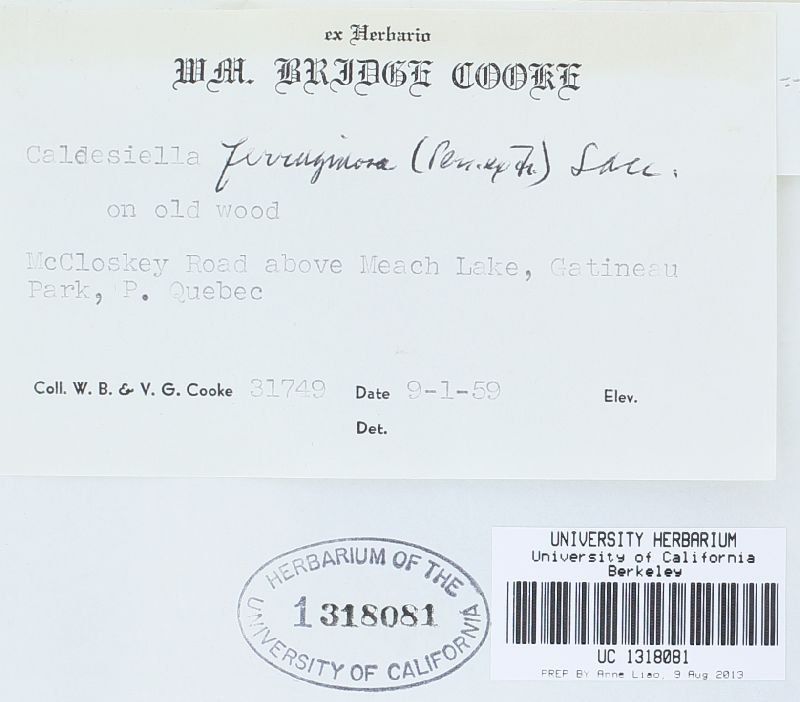 ex Herbario
WM. BRIDGE COOKE
Caldesiella ferruginosa (Pers. ex Fr.) Sacc.
on old wood
McCloskey Road above Meach Lake, Gatineau
Park, P. Quebec
Coll. W. B. & V. G. Cooke 31749 Date 9-1-59 Elev.
Det.
HERBARIUM OF THE
1318081
UNIVERSITY OF CALIFORNIA
UNIVERSITY HERBARIUM
University of California
Berkeley
UC 1318081
PREP BY Anne Liao, 9 Aug 2013